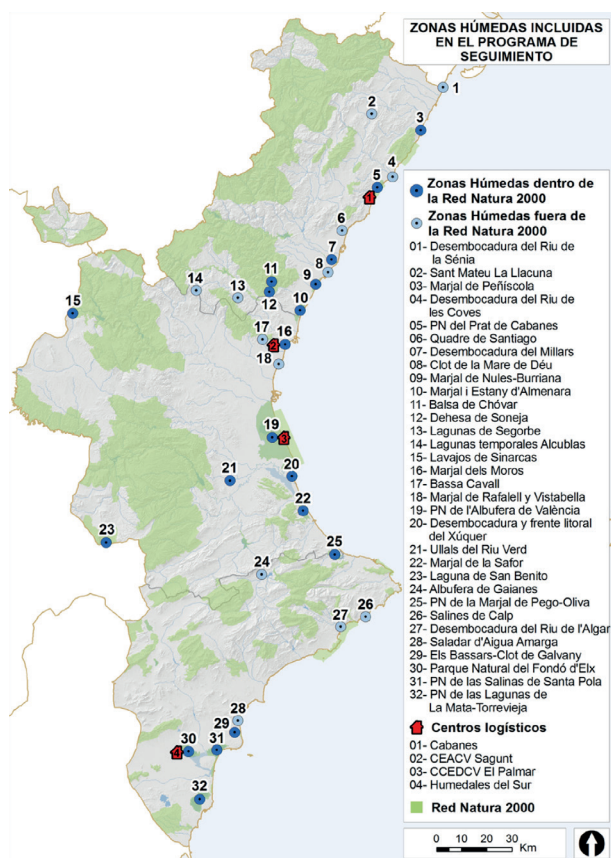 ZONAS HÚMEDAS INCLUIDAS
EN EL PROGRAMA DE
SEGUIMIENTO
1
2
3
4
5
1
6
7
8
9
10
11
12
13
14
15
16
17
2
18
19
3
20
21
22
23
24
25
26
27
28
29
30
4
31
32
Zonas Húmedas dentro de
la Red Natura 2000
Zonas Húmedas fuera de
la Red Natura 2000
01- Desembocadura del Riu de
la Sénia
02- Sant Mateu La Llacuna
03- Marjal de Peñíscola
04- Desembocadura del Riu de
les Coves
05- PN del Prat de Cabanes
06- Quadre de Santiago
07- Desembocadura del Millars
08- Clot de la Mare de Déu
09- Marjal de Nules-Burriana
10- Marjal i Estany d'Almenara
11- Balsa de Chóvar
12- Dehesa de Soneja
13- Lagunas de Segorbe
14- Lagunas temporales Alcublas
15- Lavajos de Sinarcas
16- Marjal dels Moros
17- Bassa Cavall
18- Marjal de Rafalell y Vistabella
19- PN de l'Albufera de València
20- Desembocadura y frente litoral
del Xúquer
21- Ullals del Riu Verd
22- Marjal de la Safor
23- Laguna de San Benito
24- Albufera de Gaianes
25- PN de la Marjal de Pego-Oliva
26- Salines de Calp
27- Desembocadura del Riu de l'Algar
28- Saladar d'Aigua Amarga
29- Els Bassars-Clot de Galvany
30- Parque Natural del Fondó d'Elx
31- PN de las Salinas de Santa Pola
32- PN de las Lagunas de
La Mata-Torrevieja
Centros logísticos
01- Cabanes
02- CEACV Sagunt
03- CCEDCV El Palmar
04- Humedales del Sur
Red Natura 2000
0 10 20 30
Km